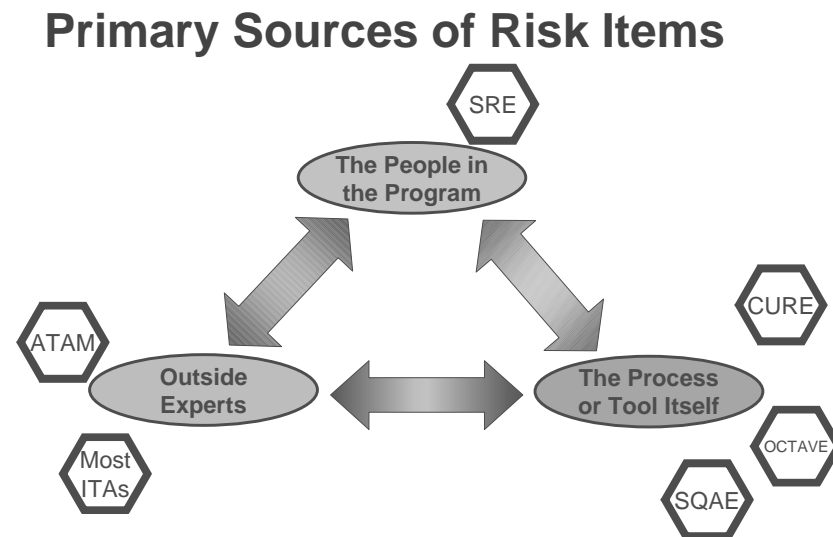 Primary Sources of Risk Items
SRE
The People in
the Program
CURE
ATAM
Outside
Experts
The Process
or Tool Itself
OCTAVE
Most
ITAs
SQAE